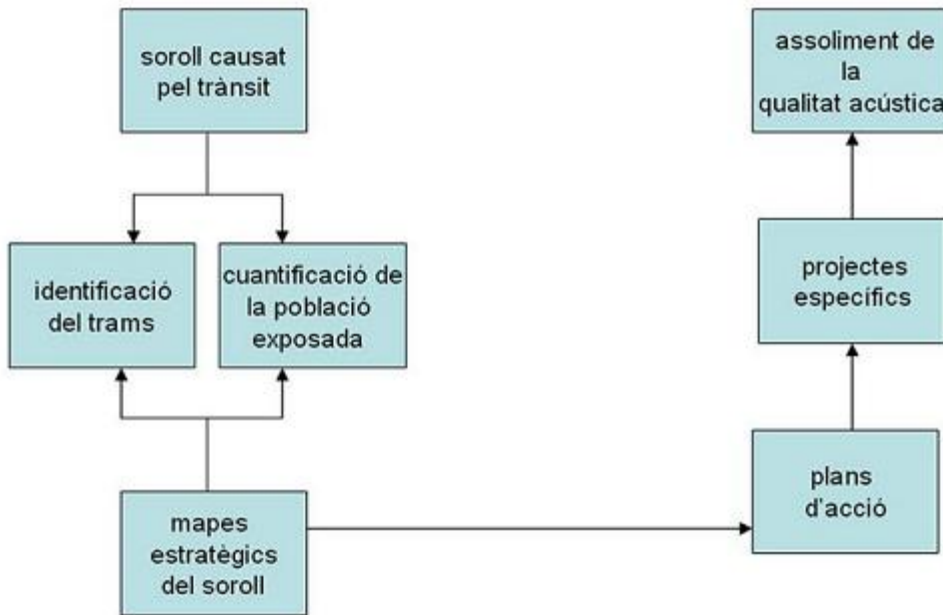 soroll causat
pel trànsit
assoliment de
la
qualitat acústica
identificació
del trams
cuantificació de
la població
exposada
projectes
específics
mapes
estratègics
del soroll
plans
d'acció